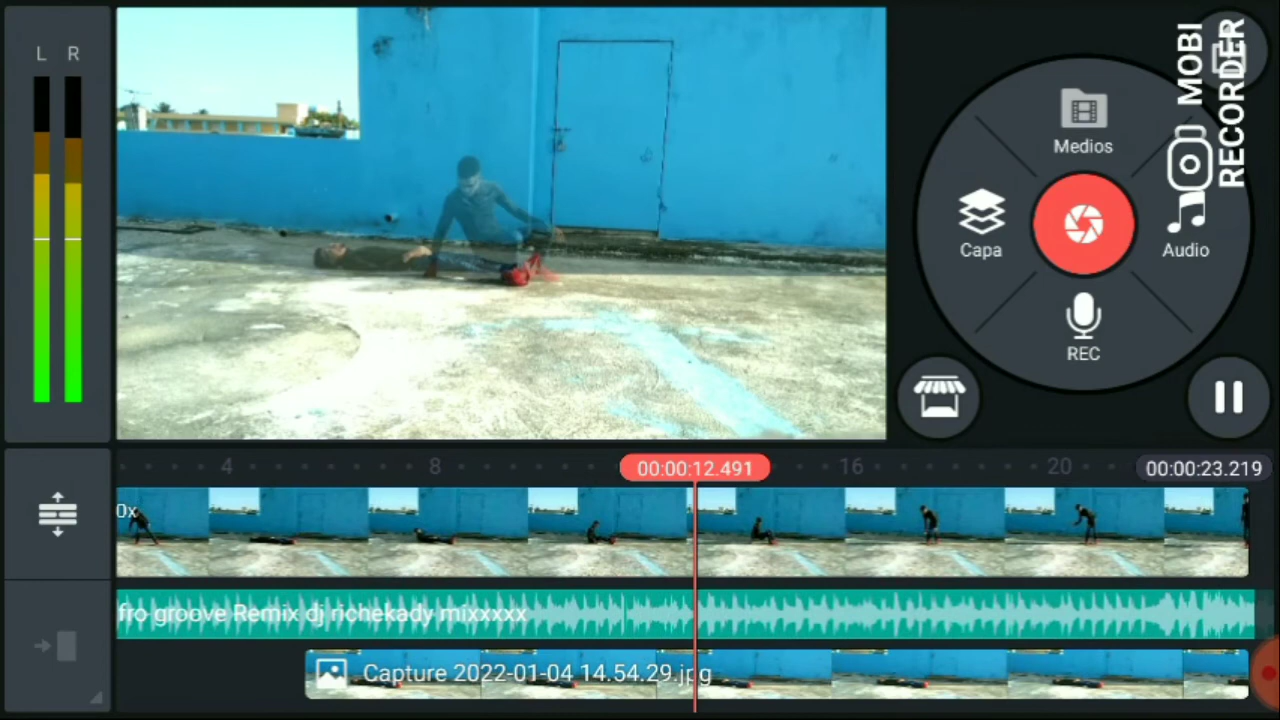 L R
MOBI
RECORDER
Medios
Capa
Audio
REC
4
8
00:00:12.491
16
20
00:00:23.219
0x
fro groove Remix dj richekady mixxxxx
Capture 2022-01-04 14.54.29.jpg